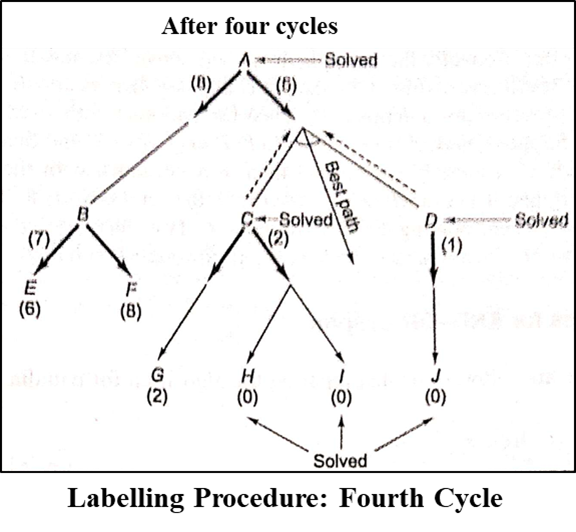 After four cycles
A Solved
(8) (5)
Best path
B C Solved D Solved
(7) (2) (1)
E F
(6) (8)
G H I J
(2) (0) (0) (0)
Solved
Labelling Procedure: Fourth Cycle